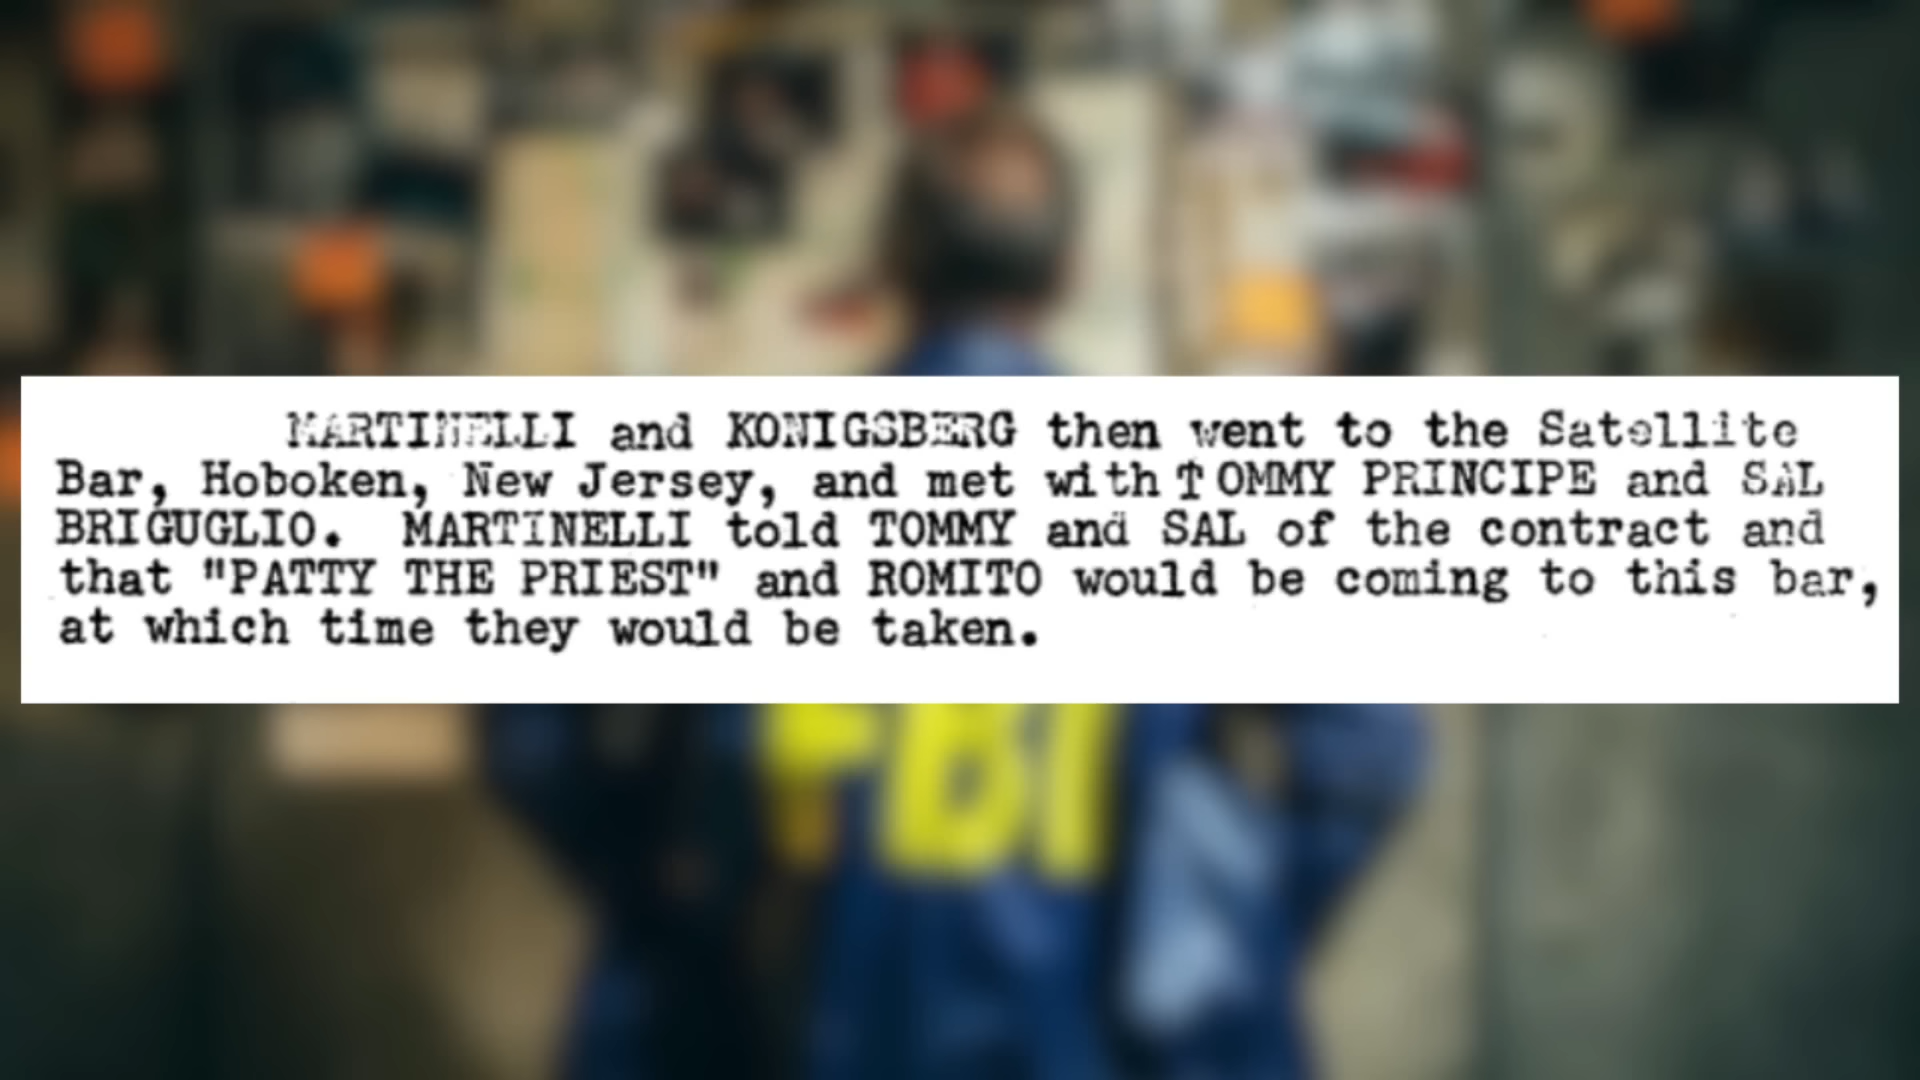 MARTINELLI and KONIGSBERG then went to the Satellite
Bar, Hoboken, New Jersey, and met with TOMMY PRINCIPE and SAL
BRIGUGLIO. MARTINELLI told TOMMY and SAL of the contract and
that "PATTY THE PRIEST" and ROMITO would be coming to this bar,
at which time they would be taken.
FBI